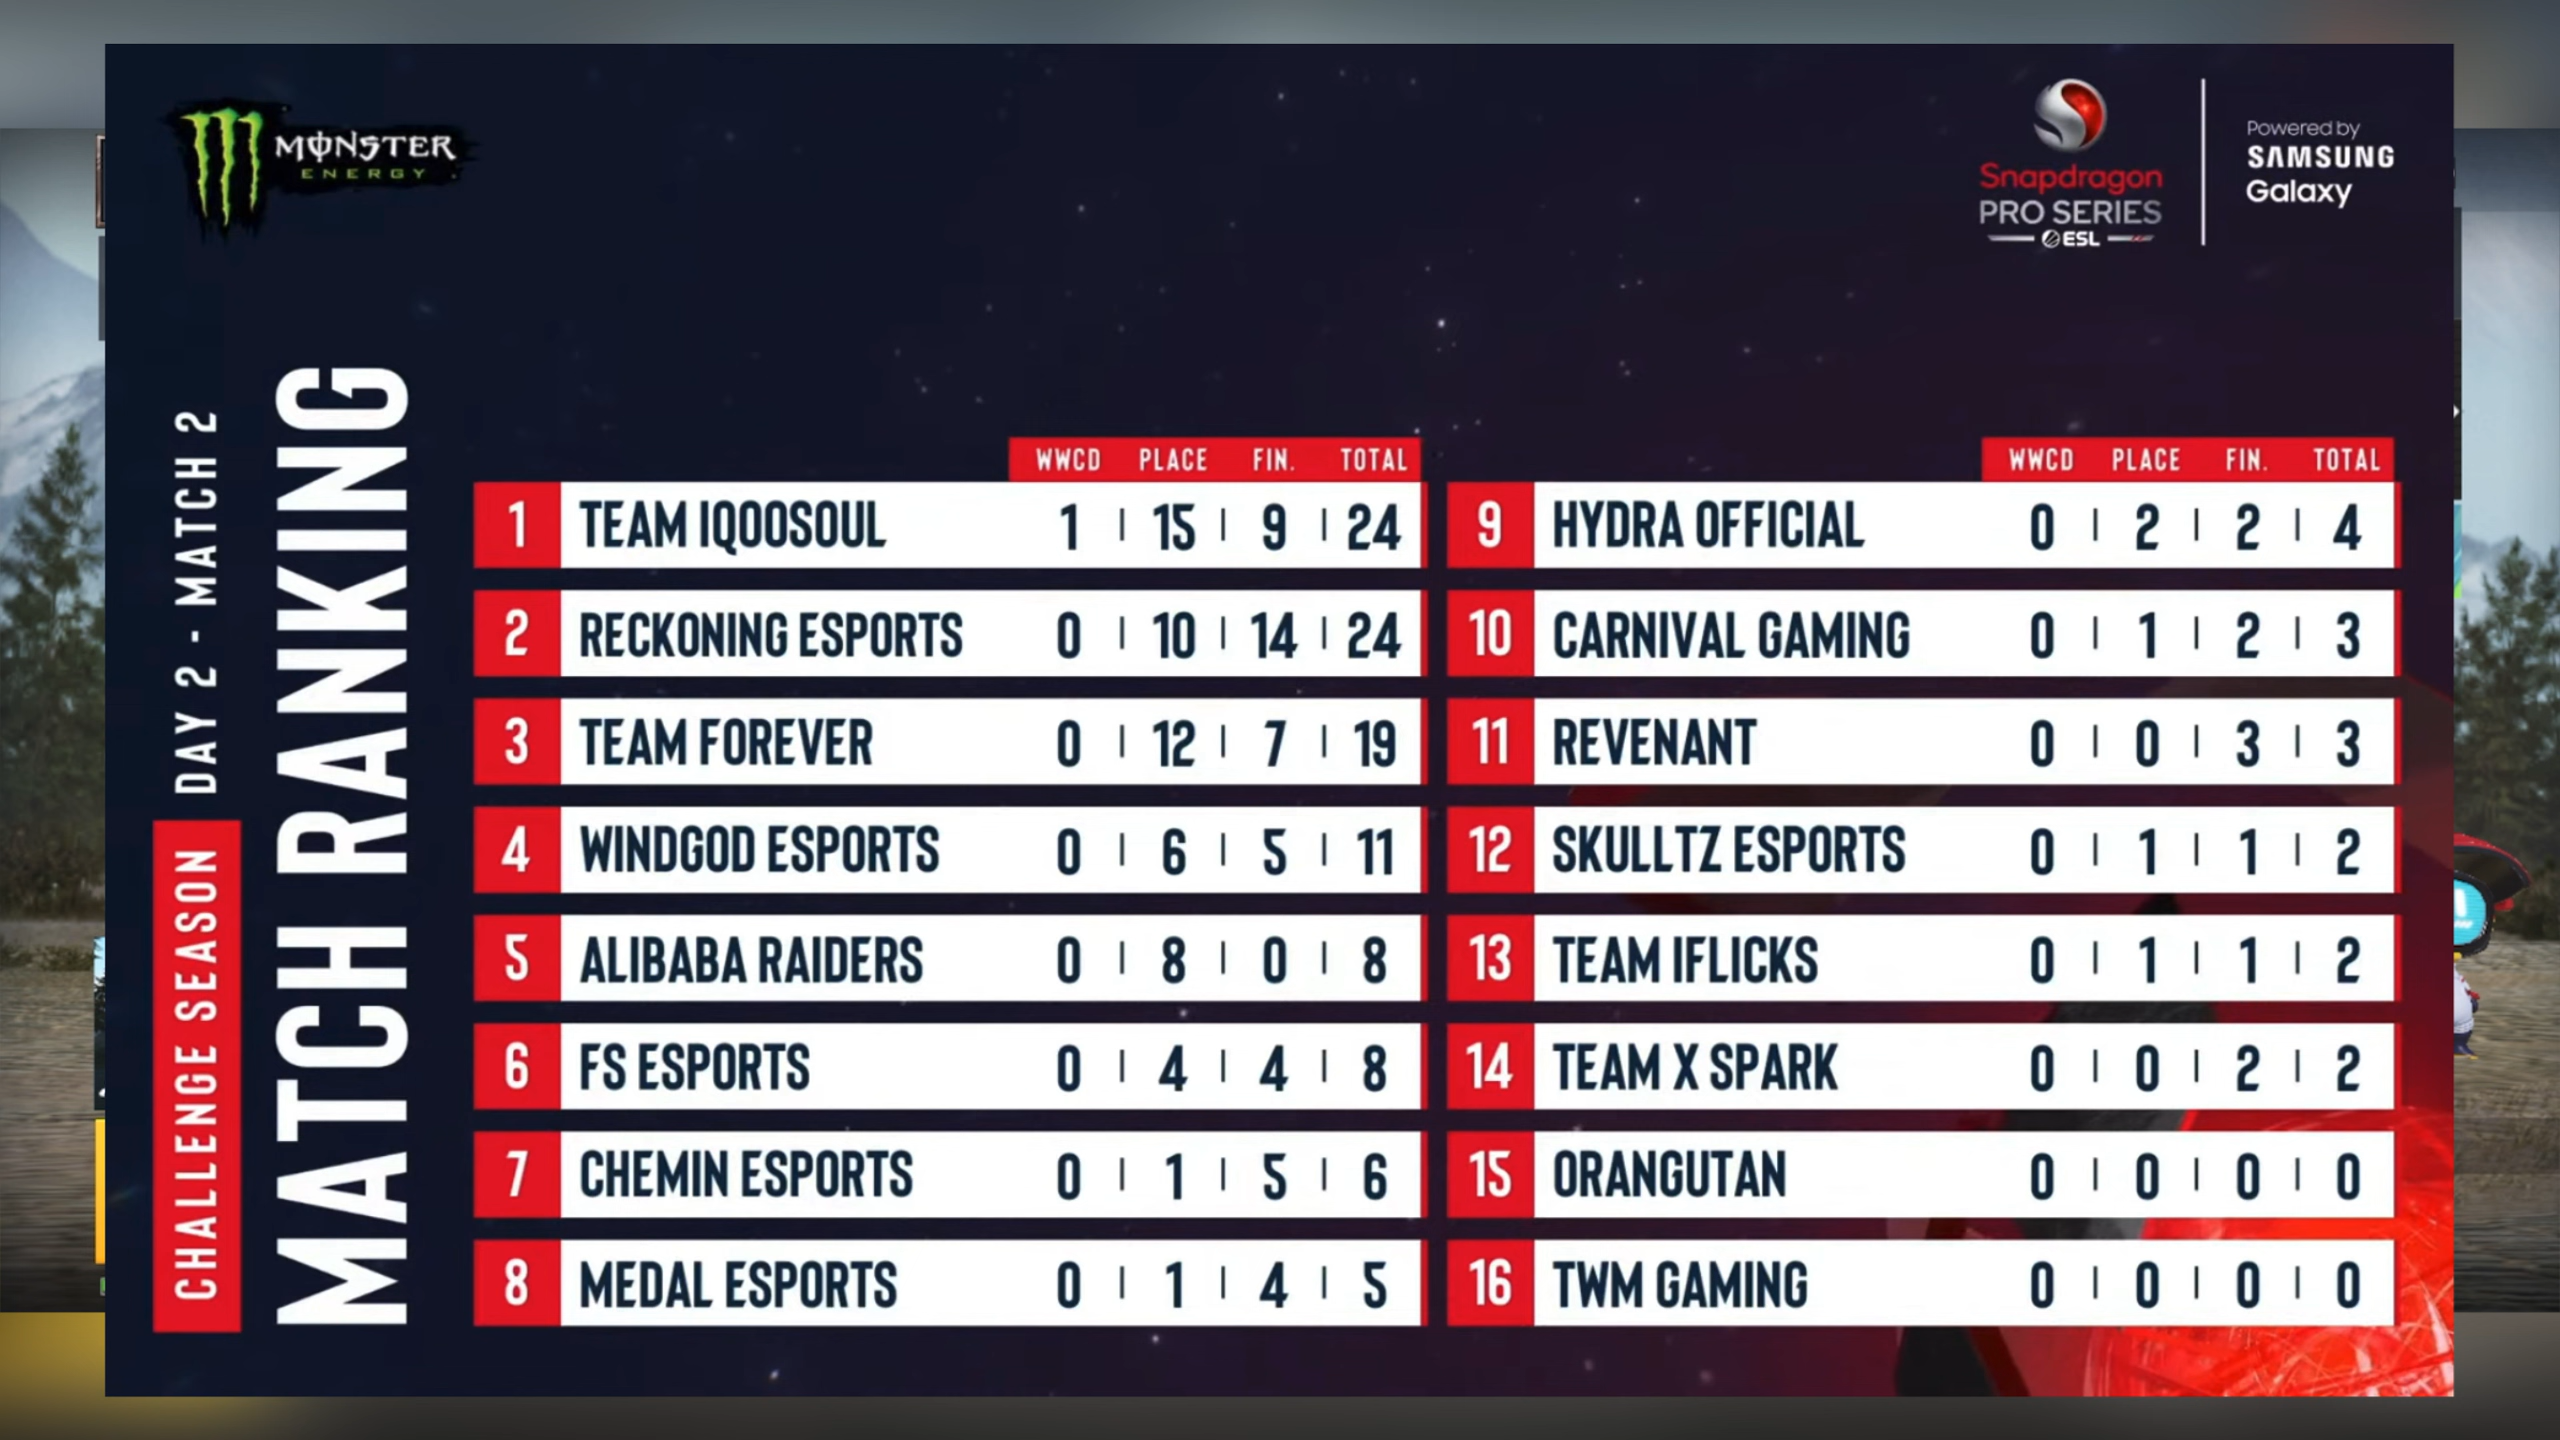 MONSTER
ENERGY
Snapdragon
PRO SERIES
ESL
Powered by
SAMSUNG
Galaxy
CHALLENGE SEASON DAY 2 - MATCH 2
MATCH RANKING
WWCD PLACE FIN. TOTAL
1 TEAM IQOOSOUL 1 15 9 24
2 RECKONING ESPORTS 0 10 14 24
3 TEAM FOREVER 0 12 7 19
4 WINDGOD ESPORTS 0 6 5 11
5 ALIBABA RAIDERS 0 8 0 8
6 FS ESPORTS 0 4 4 8
7 CHEMIN ESPORTS 0 1 5 6
8 MEDAL ESPORTS 0 1 4 5
WWCD PLACE FIN. TOTAL
9 HYDRA OFFICIAL 0 2 2 4
10 CARNIVAL GAMING 0 1 2 3
11 REVENANT 0 0 3 3
12 SKULLTZ ESPORTS 0 1 1 2
13 TEAM IFLICKS 0 1 1 2
14 TEAM X SPARK 0 0 2 2
15 ORANGUTAN 0 0 0 0
16 TWM GAMING 0 0 0 0